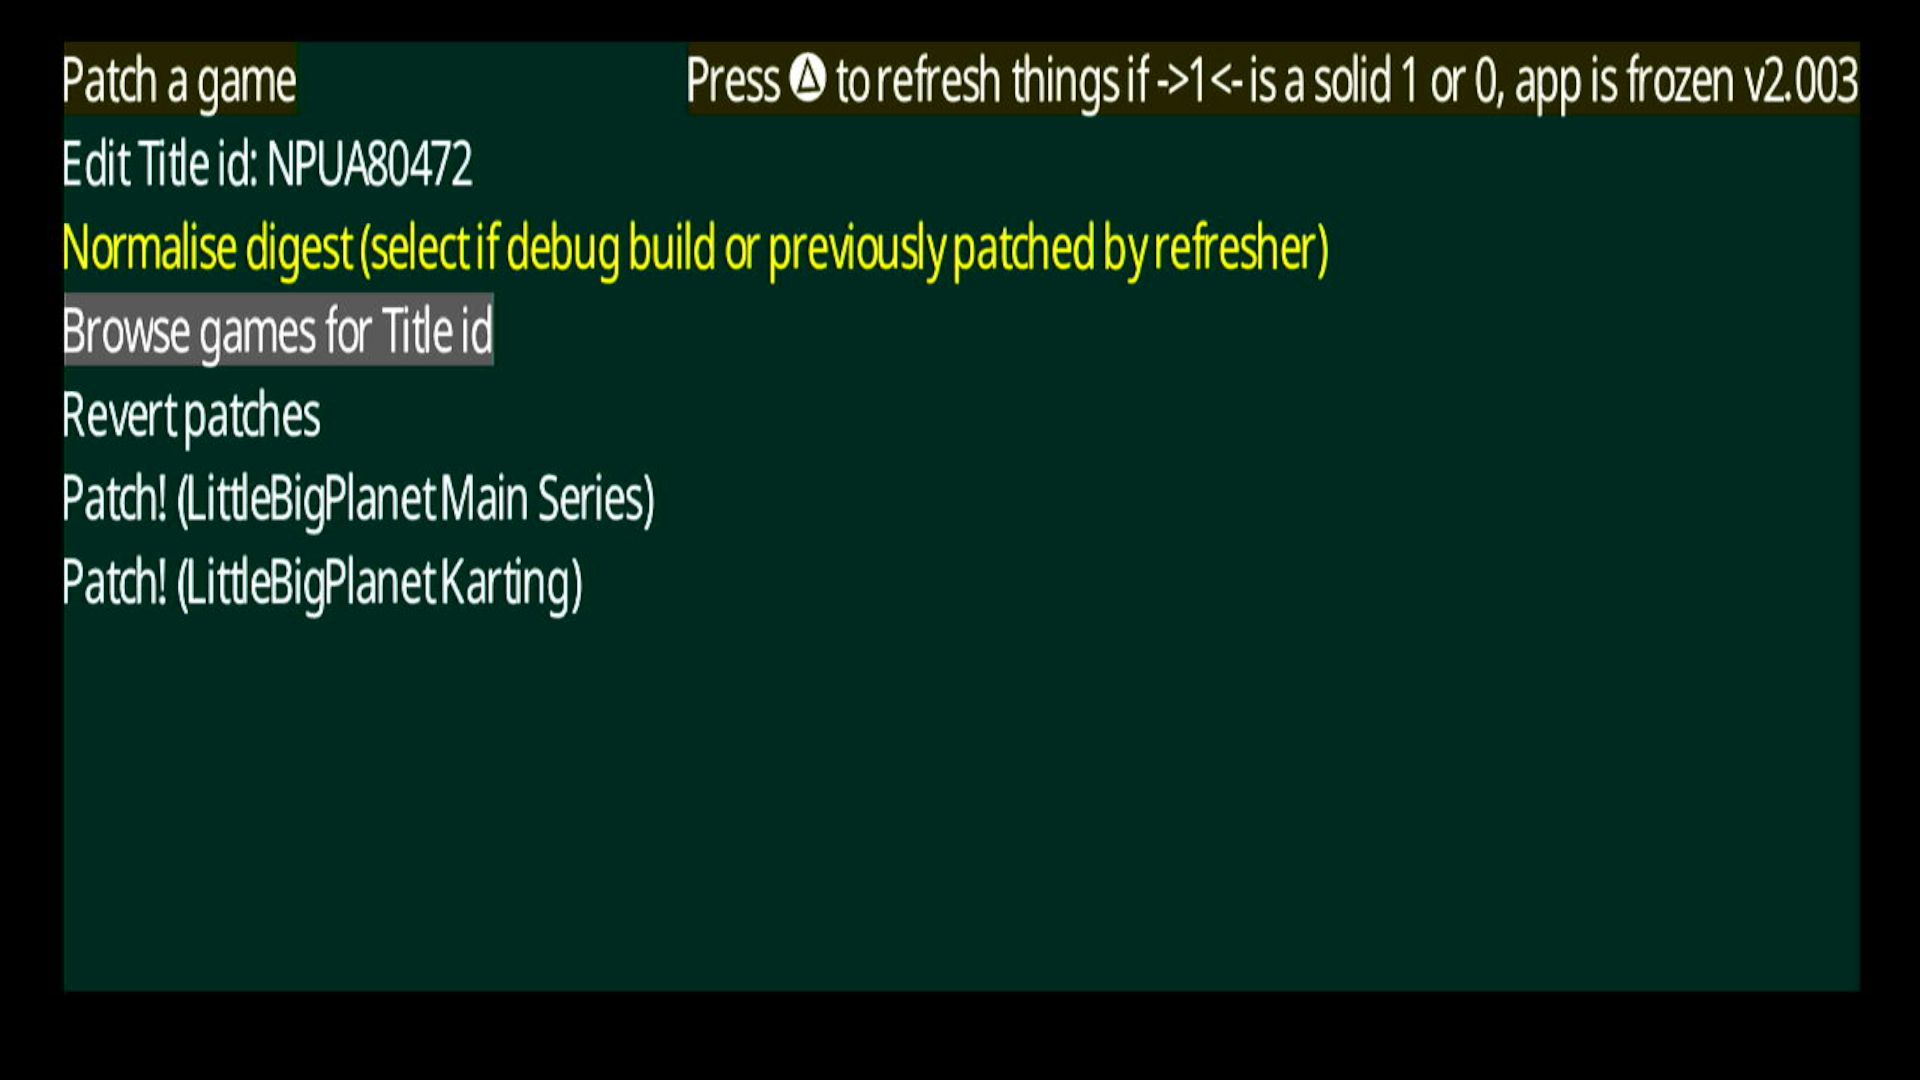 Patch a game
Press △ to refresh things if ->1<- is a solid 1 or 0, app is frozen v2.003
Edit Title id: NPUA80472
Normalise digest (select if debug build or previously patched by refresher)
Browse games for Title id
Revert patches
Patch! (LittleBigPlanet Main Series)
Patch! (LittleBigPlanet Karting)